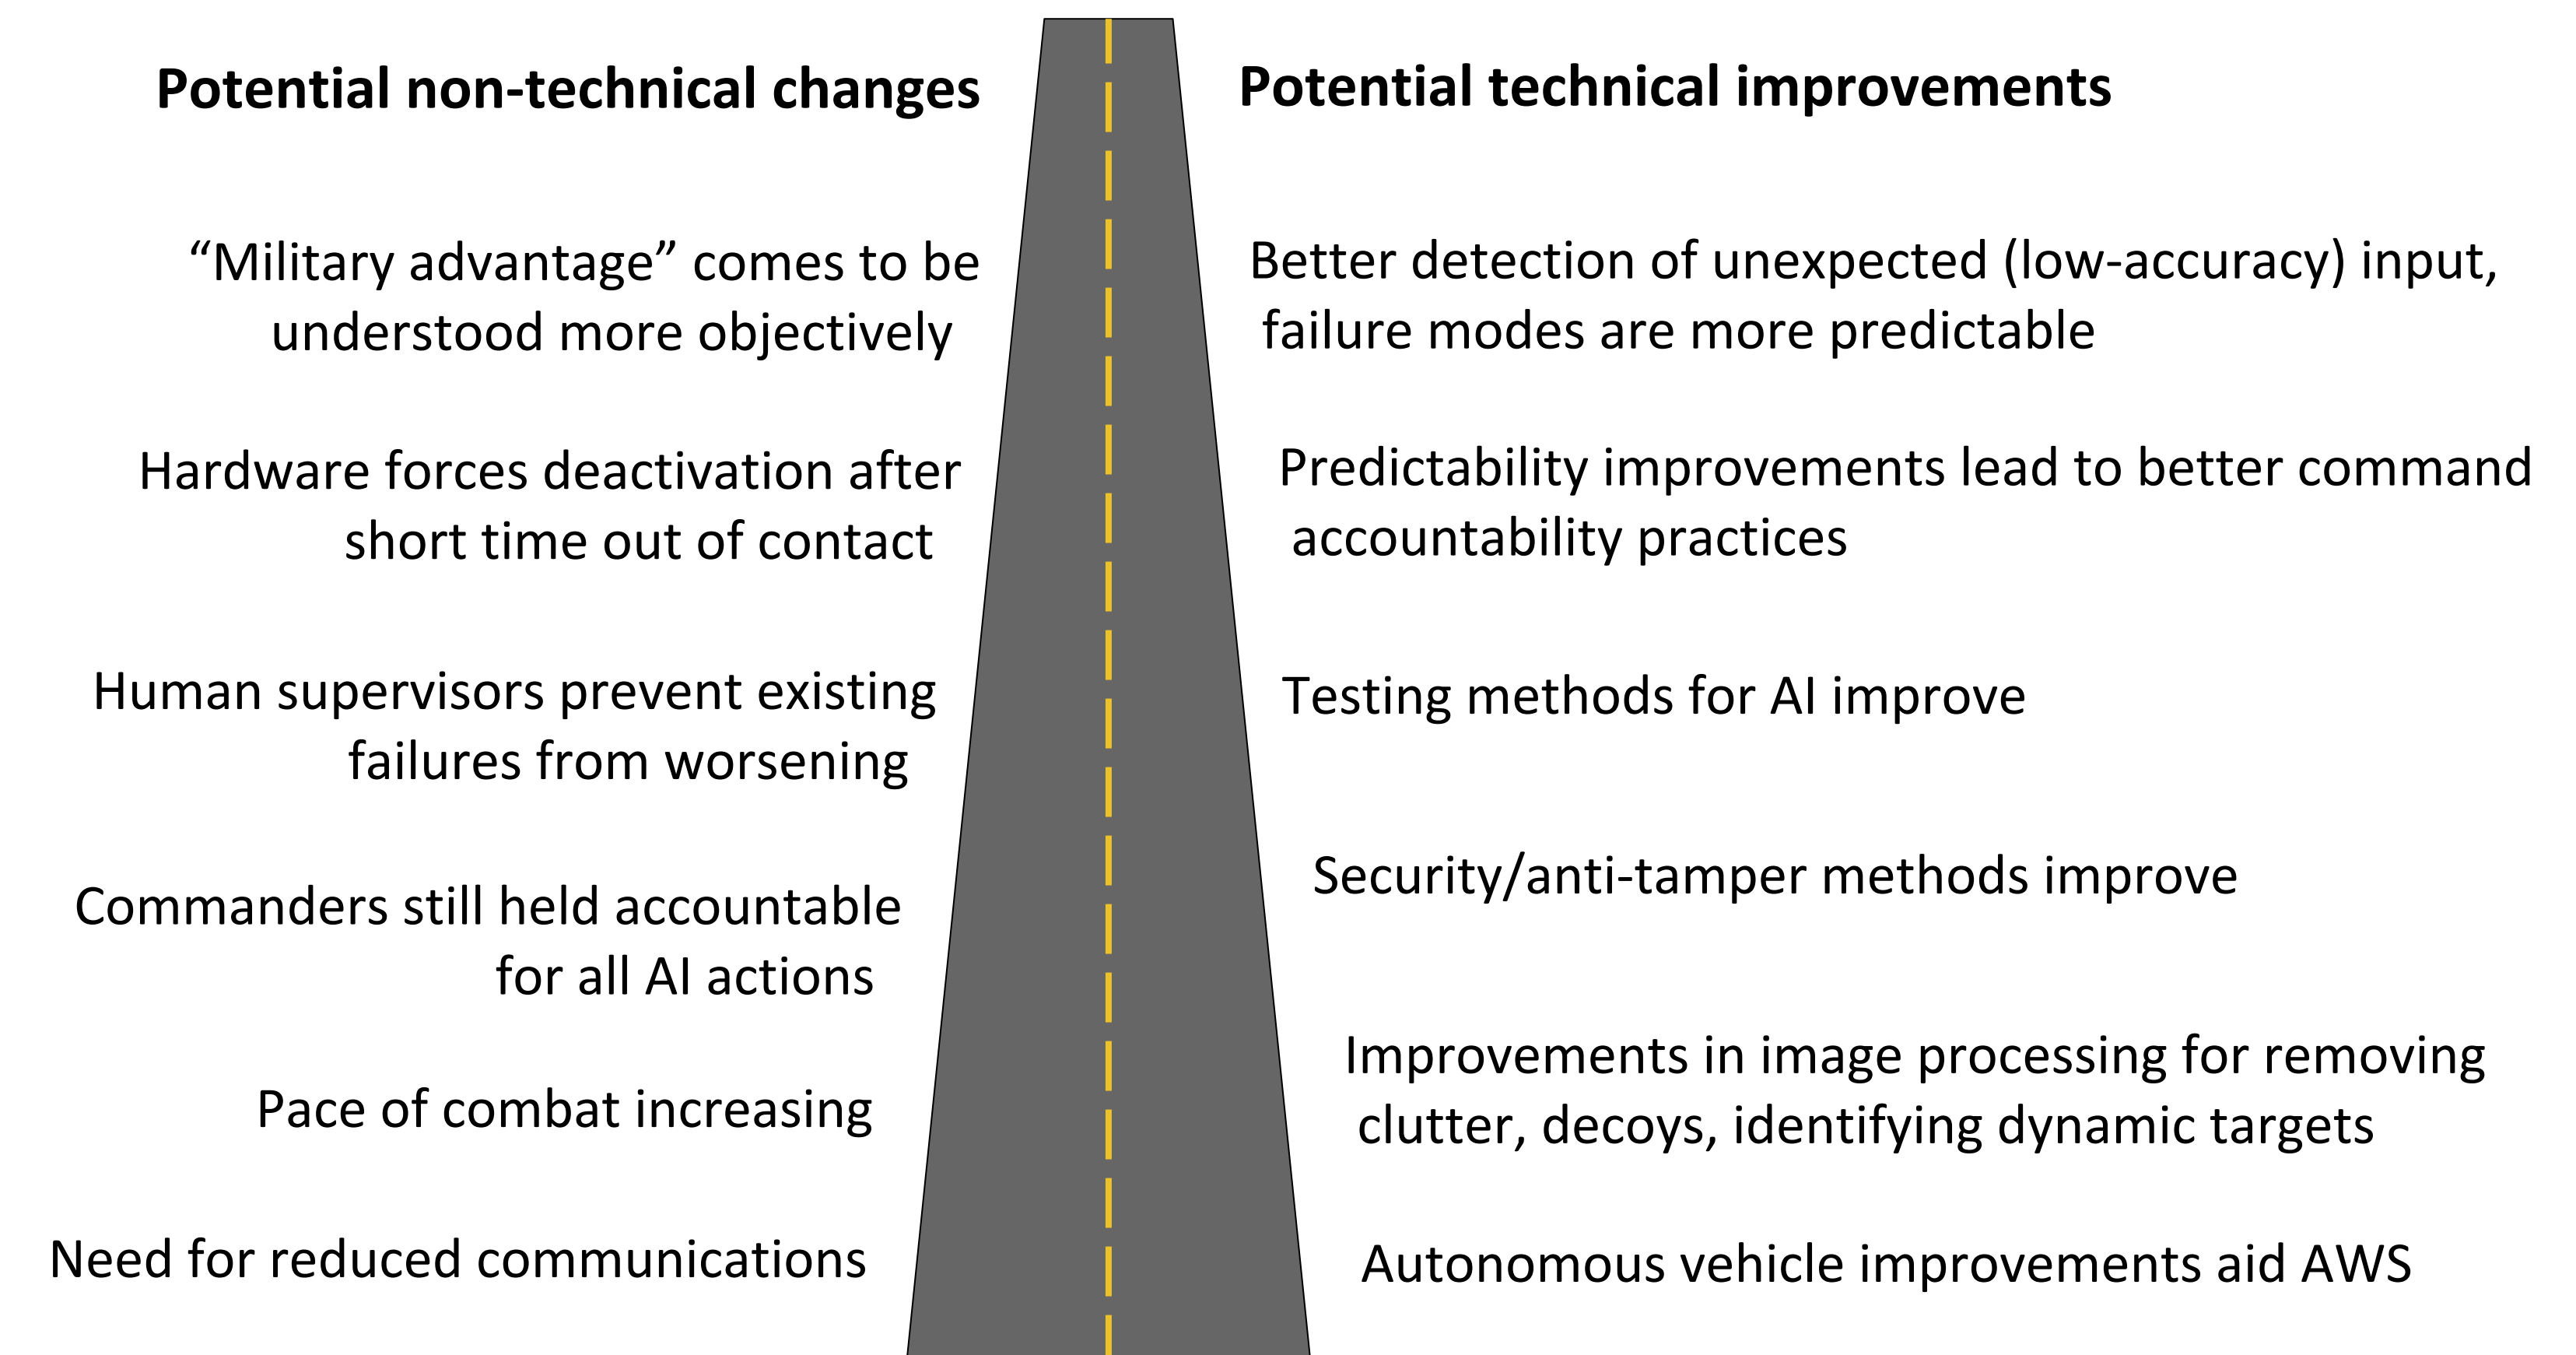 Potential non-technical changes
“Military advantage” comes to be
understood more objectively
Hardware forces deactivation after
short time out of contact
Human supervisors prevent existing
failures from worsening
Commanders still held accountable
for all AI actions
Pace of combat increasing
Need for reduced communications
Potential technical improvements
Better detection of unexpected (low-accuracy) input,
failure modes are more predictable
Predictability improvements lead to better command
accountability practices
Testing methods for AI improve
Security/anti-tamper methods improve
Improvements in image processing for removing
clutter, decoys, identifying dynamic targets
Autonomous vehicle improvements aid AWS